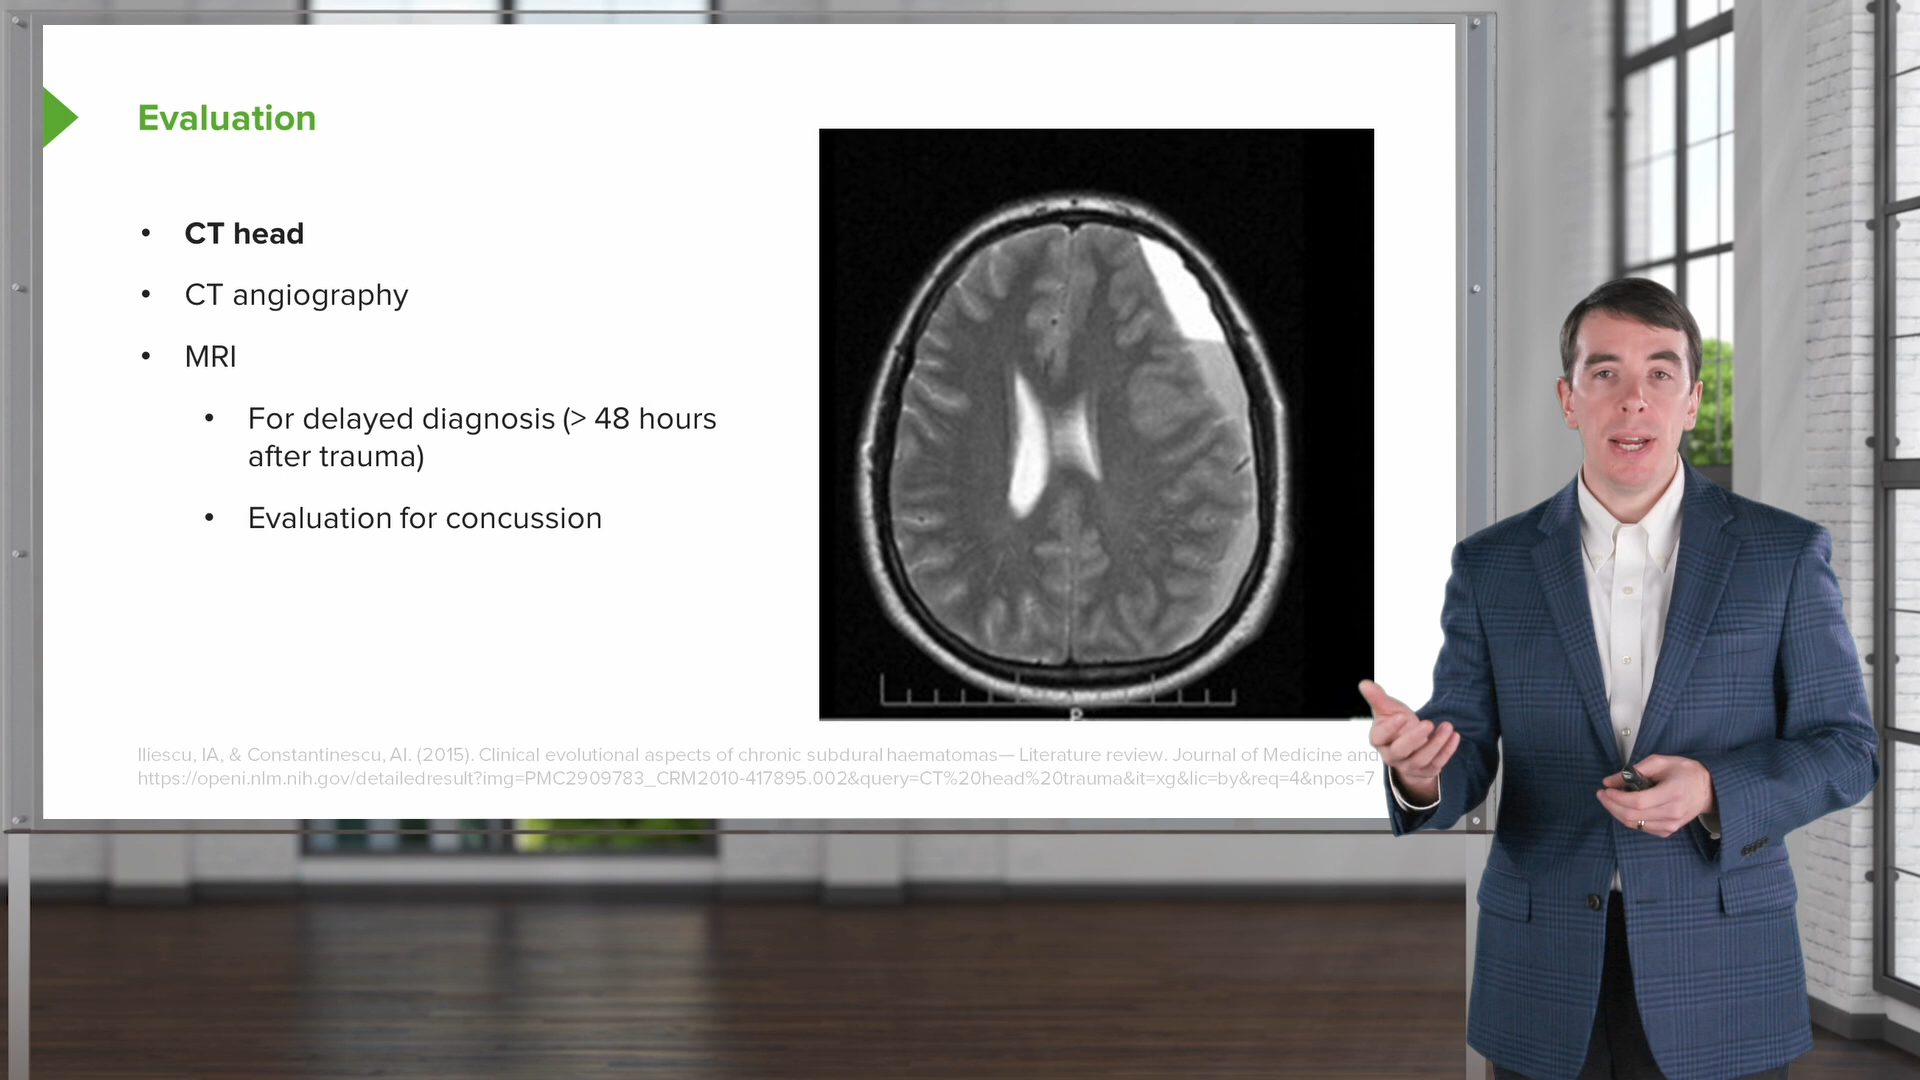 Evaluation
• CT head
• CT angiography
• MRI
• For delayed diagnosis (> 48 hours
after trauma)
• Evaluation for concussion
P
Iliescu, IA, & Constantinescu, AI. (2015). Clinical evolutional aspects of chronic subdural haematomas— Literature review. Journal of Medicine and
https://openi.nlm.nih.gov/detailedresult?img=PMC2909783_CRM2010-417895.002&query=CT%20head%20trauma&it=xg&lic=by&req=4&npos=7